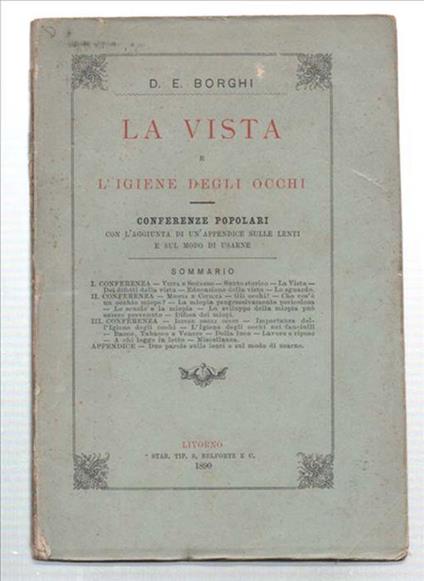 D. E. BORGHI
LA VISTA
E
L'IGIENE DEGLI OCCHI
CONFERENZE POPOLARI
CON L'AGGIUNTA DI UN'APPENDICE SULLE LENTI
E SUL MODO DI USARNE
SOMMARIO
I. CONFERENZA — VISTA E — Sunto storico — La Vista —
Dei difetti della vista — Educazione della vista — Lo sguardo.
II. CONFERENZA — MIOPIA E CECITÀ — Gli occhi! — Che cos'è
un occhio miope? — La miopia progressivamente pericolosa
— Le scuole e la miopia — Lo sviluppo della miopia può
essere prevenuto — Difesa dei miopi.
III. CONFERENZA — IGIENE DEGLI OCCHI — Importanza del-
l'Igiene degli occhi — L'Igiene degli occhi nei fanciulli
— Bacco, Tabacco e Venere — Della luce — Lavoro e riposo
— A chi legge in letto — Miscellanea.
APPENDICE — Due parole sulle lenti e sul modo di usarne.
LIVORNO
STAB. TIP. S. BELFORTE E C.
1890